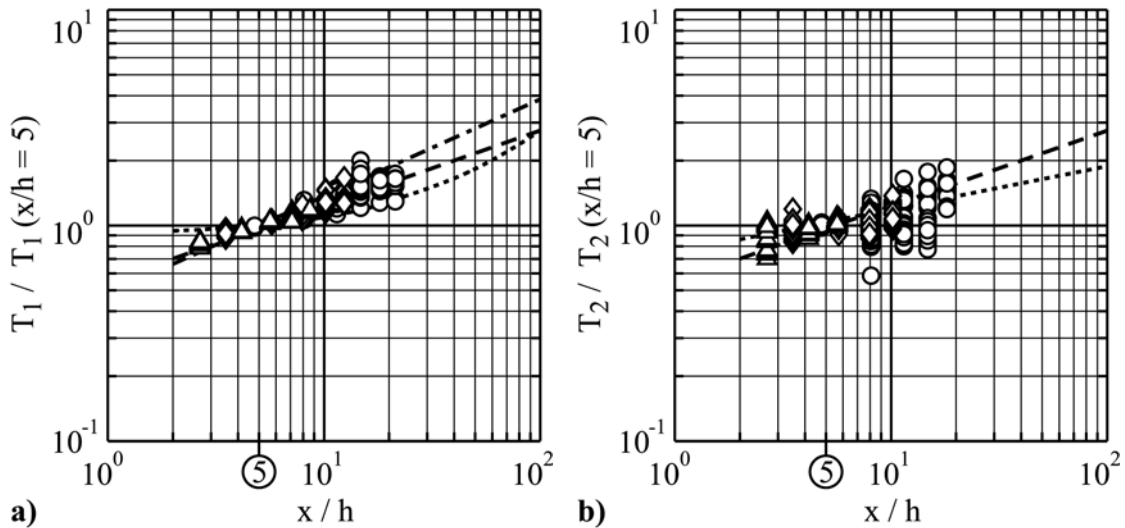 10¹
10⁰
10⁻¹
T₁ / T₁ (x/h = 5)
10⁰
5
10¹
10²
x / h
a)
10¹
10⁰
10⁻¹
T₂ / T₂ (x/h = 5)
10⁰
5
10¹
10²
x / h
b)